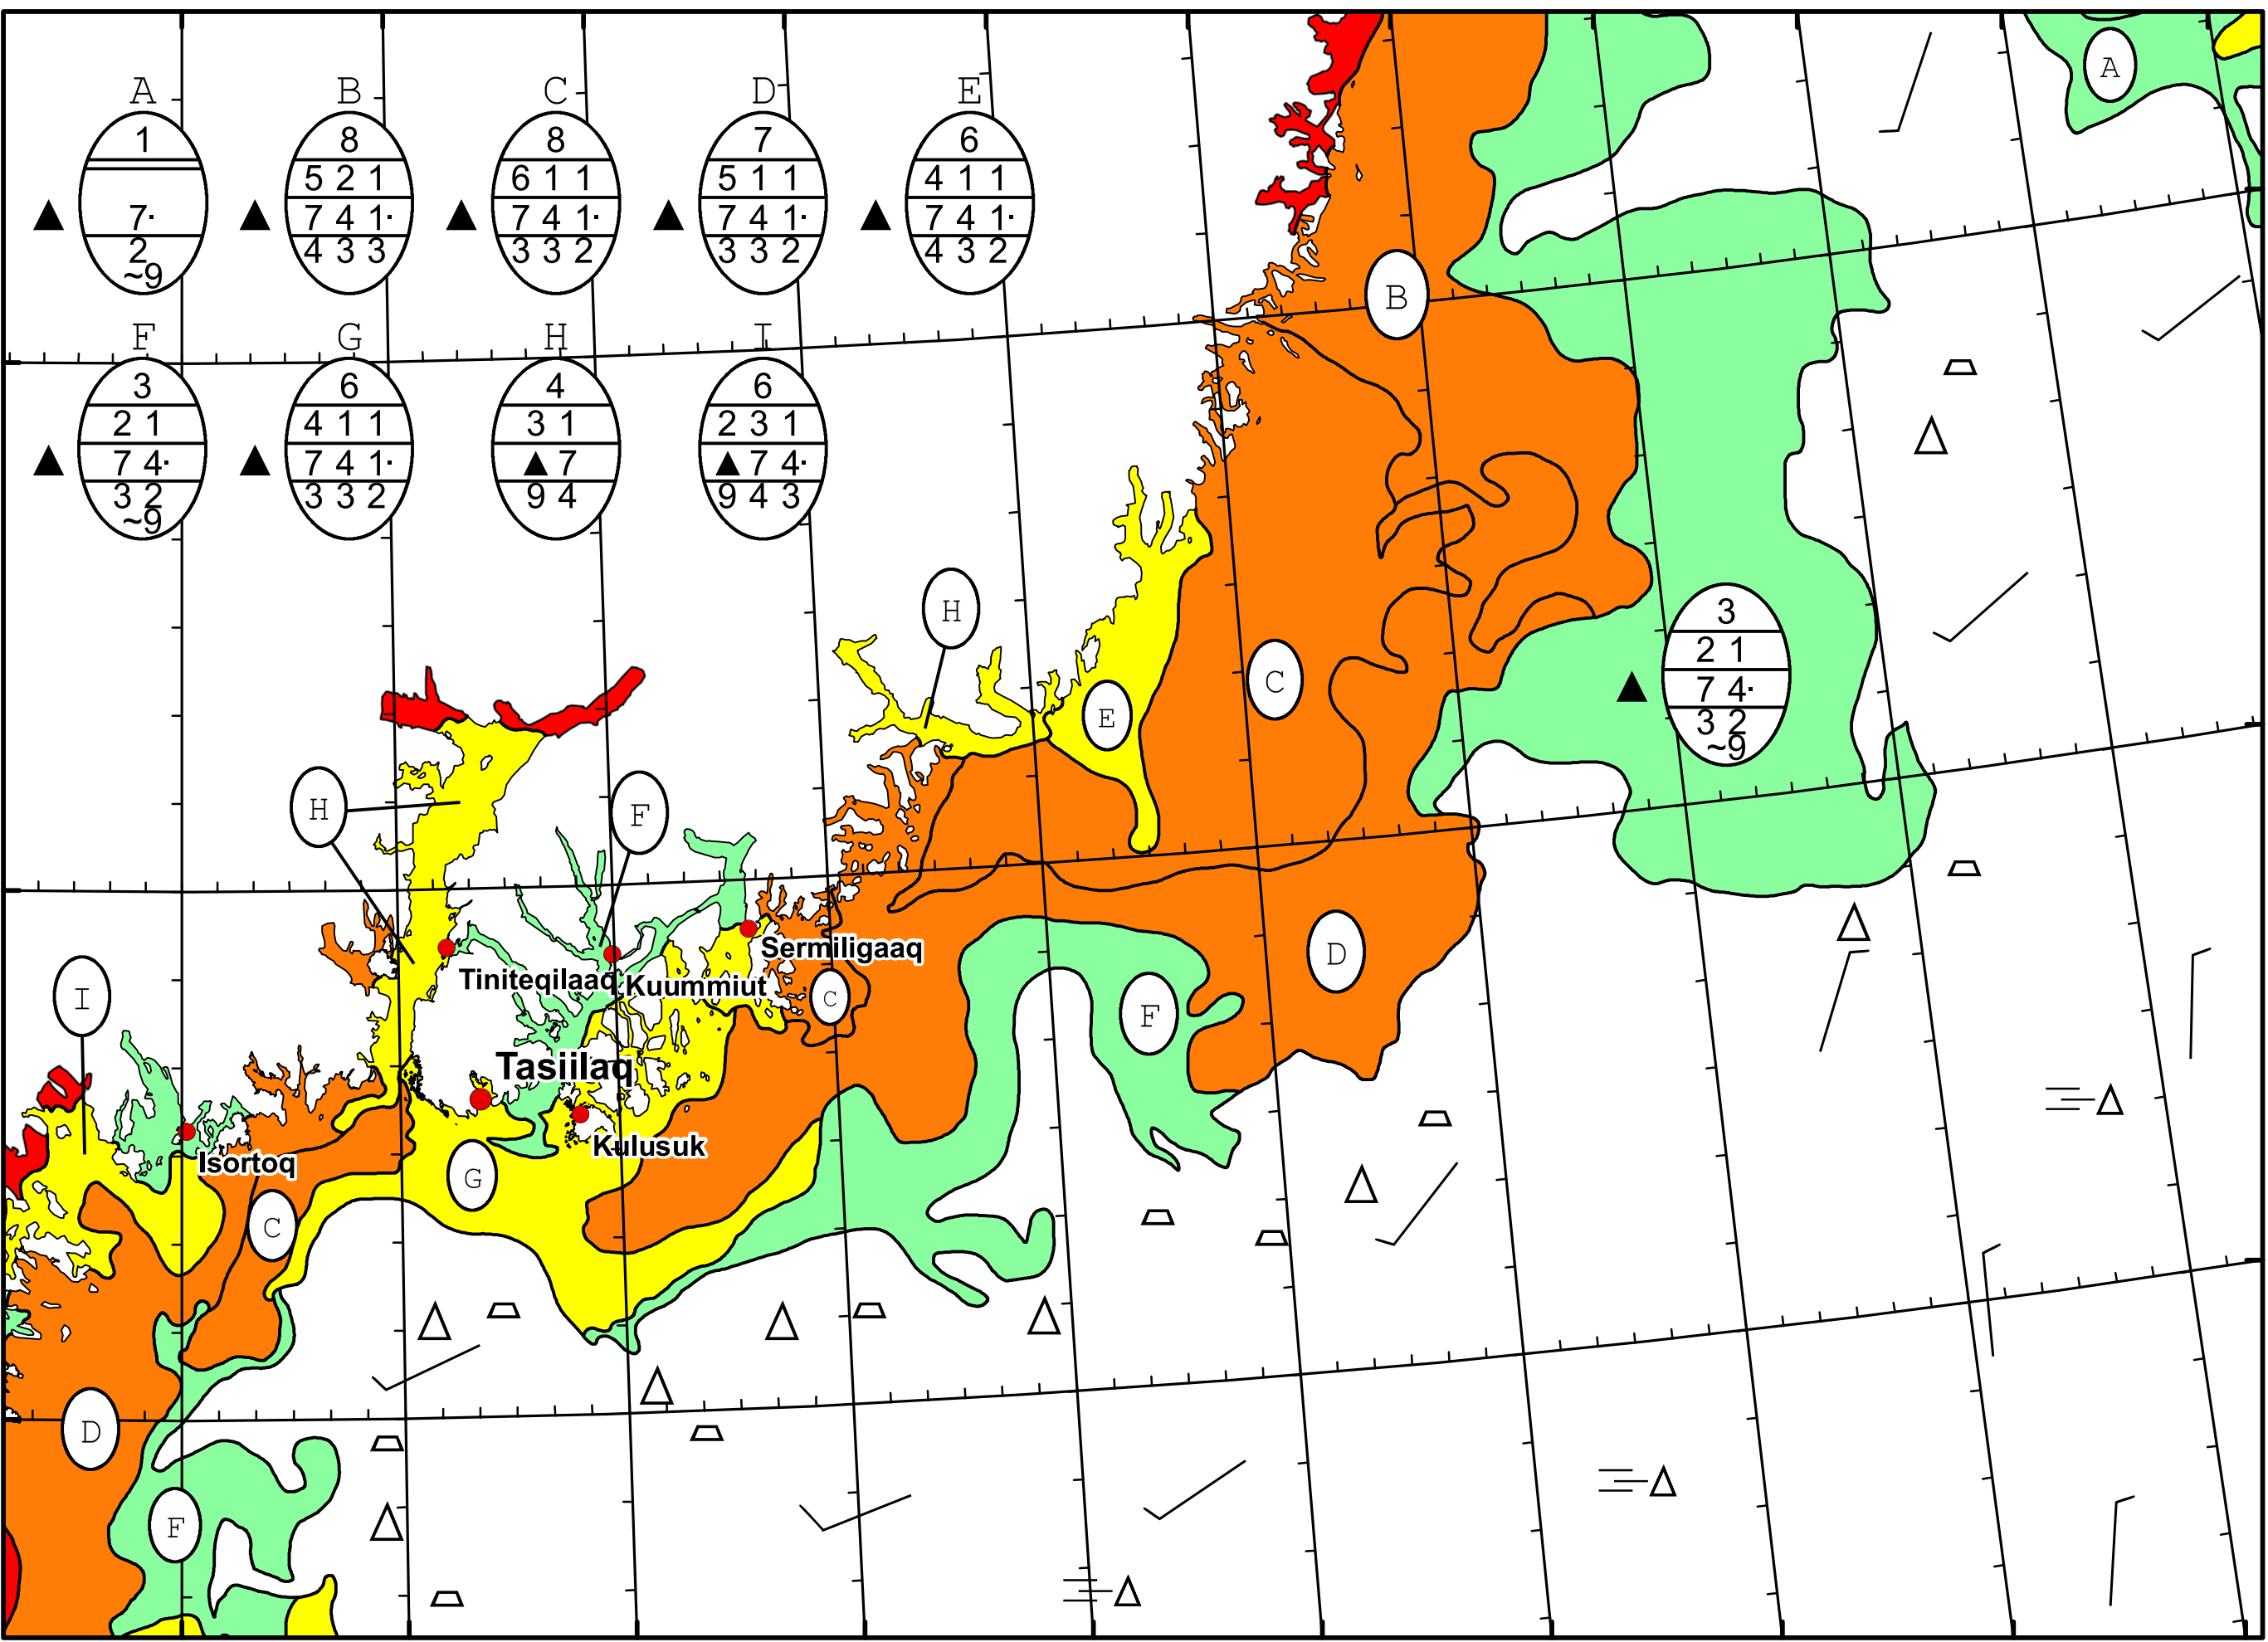 A B C D E
1 8 8 7 6
5 2 1 6 1 1 5 1 1 4 1 1
7· 7 4 1· 7 4 1· 7 4 1· 7 4 1·
2 4 3 3 3 3 2 3 3 2 4 3 2
~9
F G H I
3 6 4 6
2 1 4 1 1 3 1 2 3 1
7 4· 7 4 1· ▲ 7 ▲ 7 4·
3 2 3 3 2 9 4 9 4 3
~9
A
B
H
3
2 1
7 4·
3 2
~9
C
E
H
F
Sermiligaaq
D
Tiniteqilaaq
Kuummiut
I
C
F
Tasiilaq
Kulusuk
Isortoq
G
C
D
F